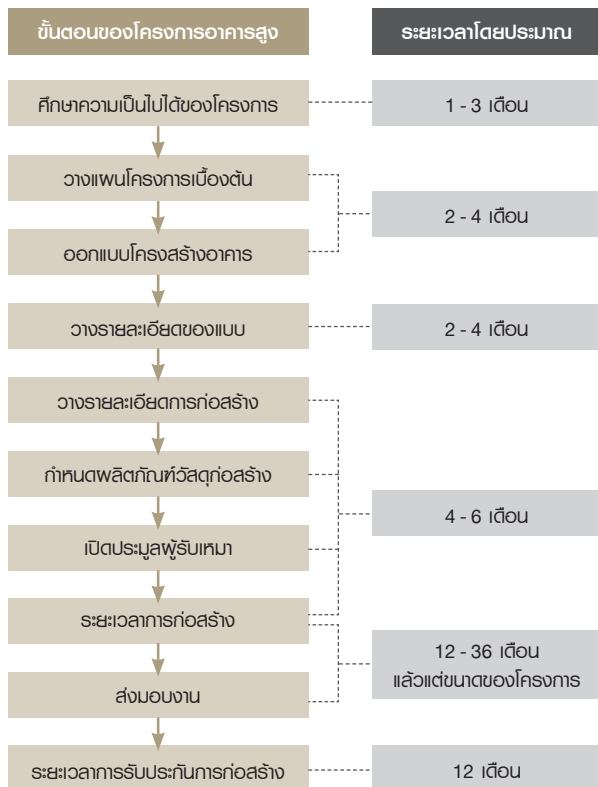 ขั้นตอนของโครงการอาคารสูง
ระยะเวลาโดยประมาณ
ศึกษาความเป็นไปได้ของโครงการ
1 - 3 เดือน
วางแผนโครงการเบื้องต้น
2 - 4 เดือน
ออกแบบโครงสร้างอาคาร
วางรายละเอียดของแบบ
2 - 4 เดือน
วางรายละเอียดการก่อสร้าง
กำหนดผลิตภัณฑ์วัสดุก่อสร้าง
4 - 6 เดือน
เปิดประมูลผู้รับเหมา
ระยะเวลาการก่อสร้าง
12 - 36 เดือน
แล้วแต่ขนาดของโครงการ
ส่งมอบงาน
ระยะเวลาการรับประกันการก่อสร้าง
12 เดือน